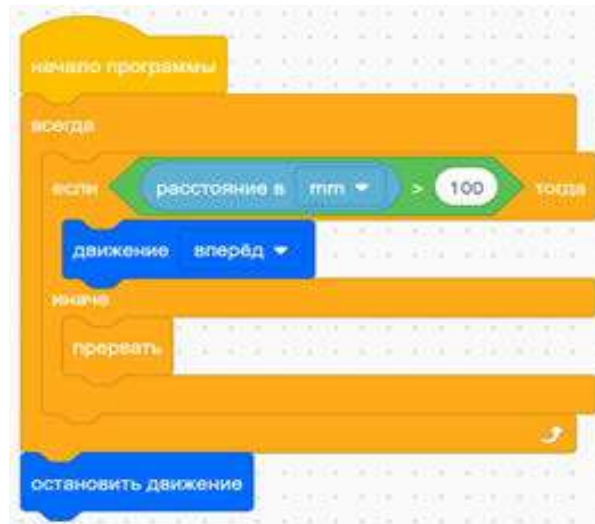 начало программы
всегда
если расстояние в mm > 100 тогда
движение вперёд
иначе
прервать
остановить движение